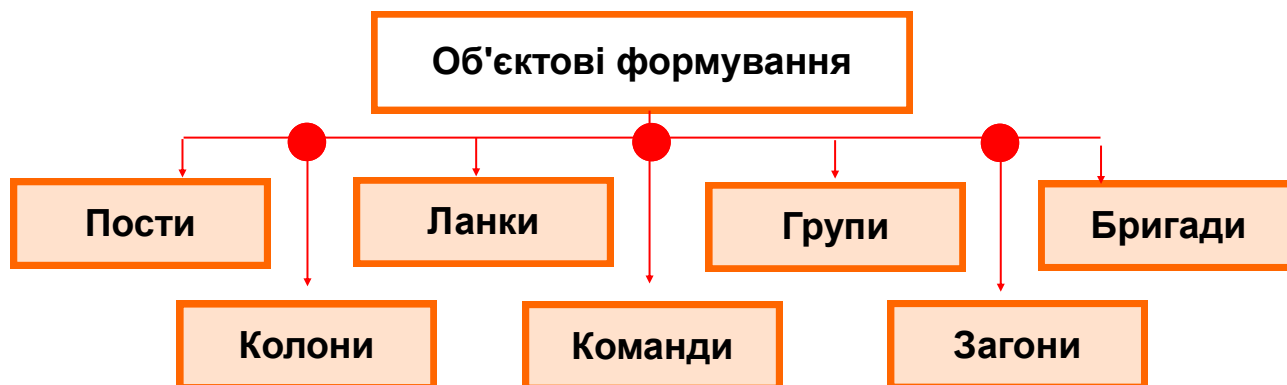 Об'єктові формування
Пости
Ланки
Групи
Бригади
Колони
Команди
Загони